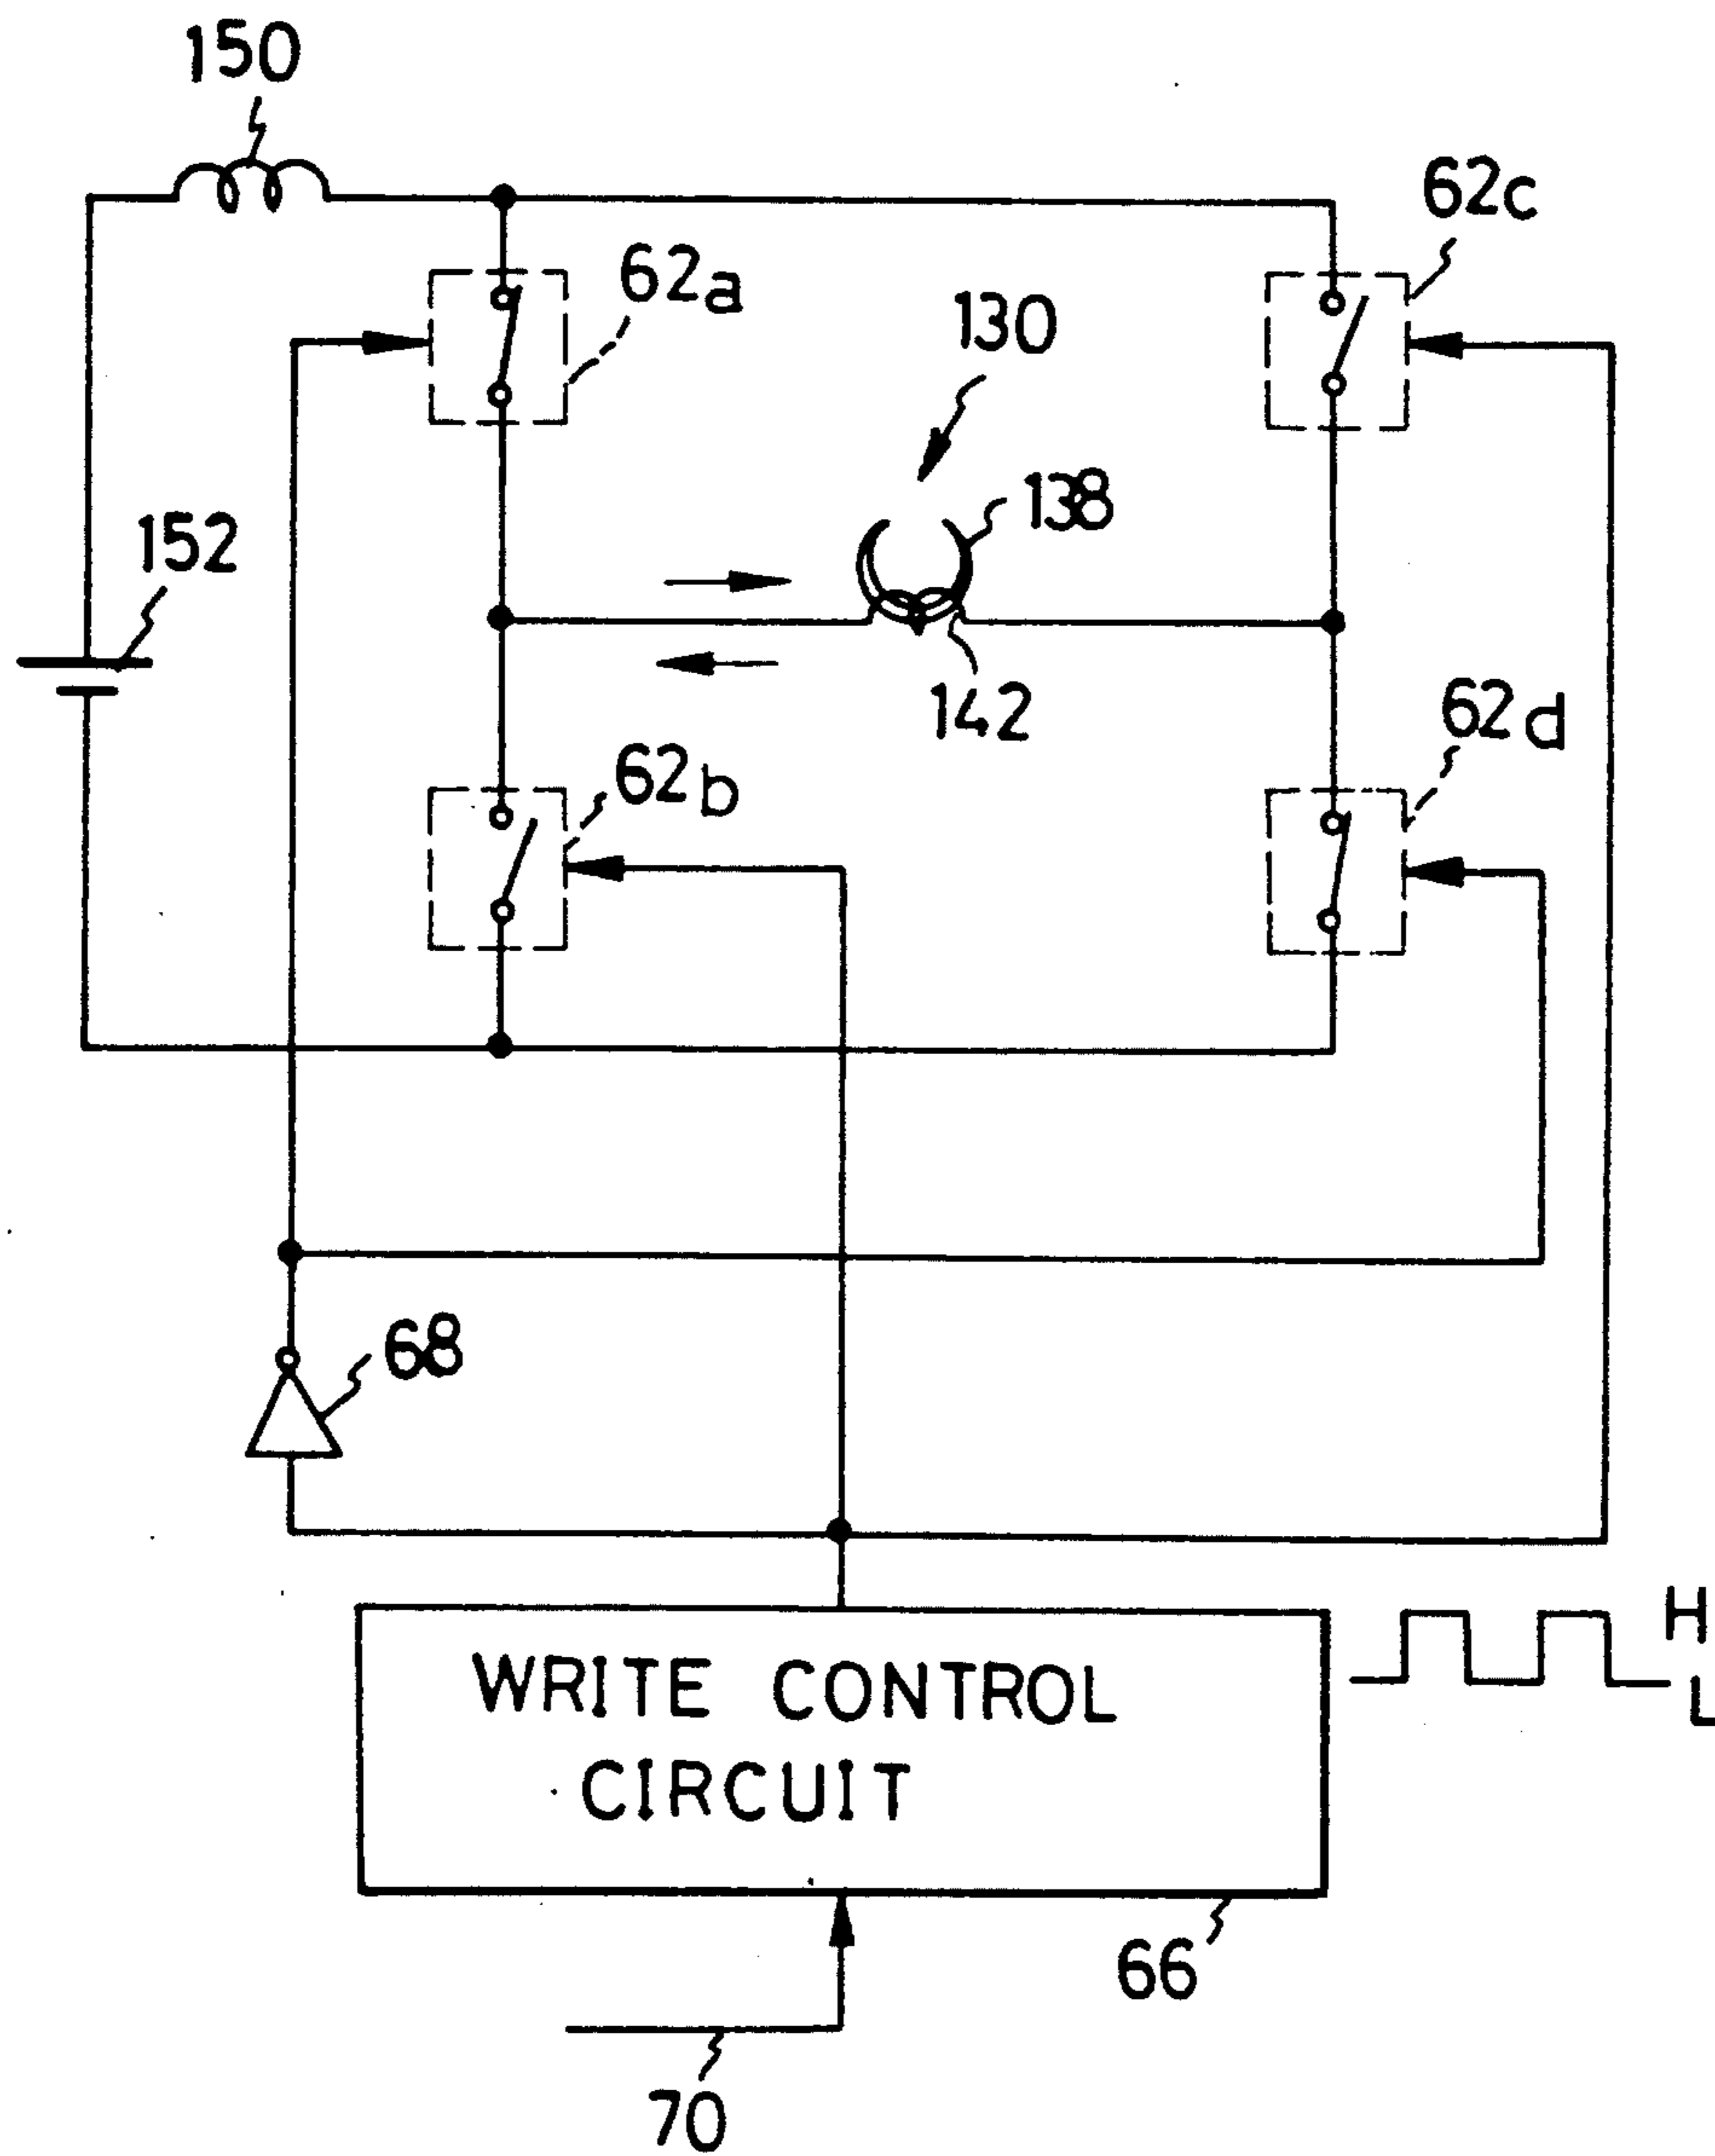 150
62c
62a
130
138
152
142
62d
62b
68
H
L
WRITE CONTROL
CIRCUIT
66
70